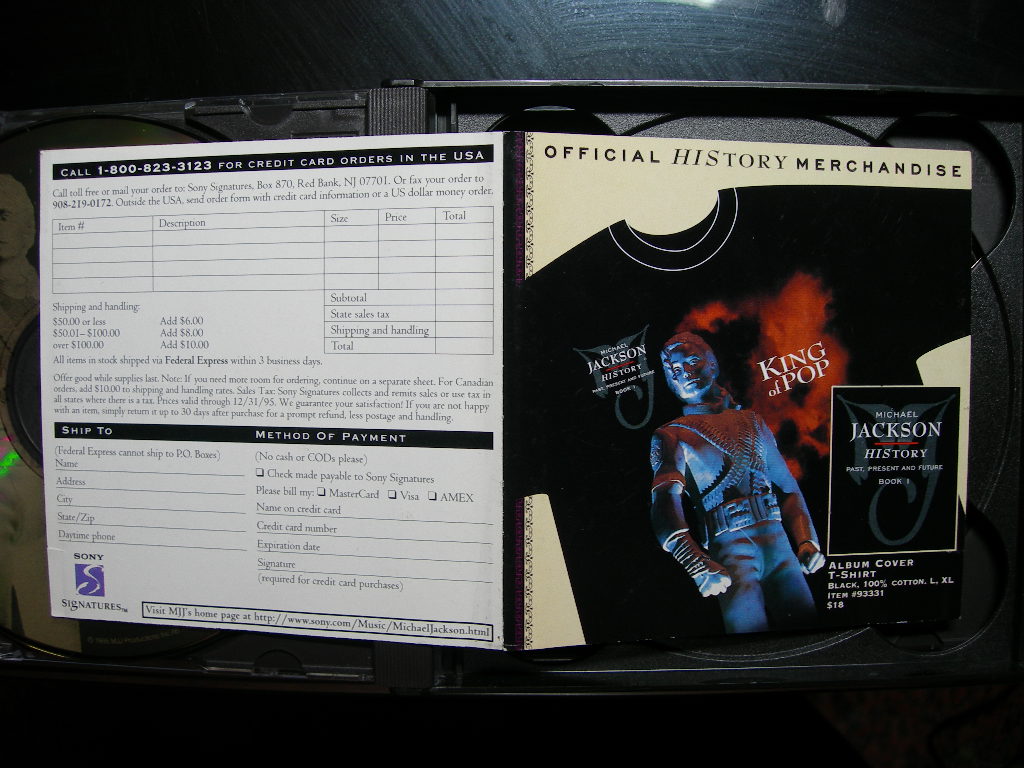 CALL 1-800-823-3123 FOR CREDIT CARD ORDERS IN THE USA
Call toll free or mail your order to: Sony Signatures, Box 870, Red Bank, NJ 07701. Or fax your order to
908-219-0172. Outside the USA, send order form with credit card information or a US dollar money order.
Item # Description Size Price Total
Subtotal
State sales tax
Shipping and handling
Total
Shipping and handling:
$50.00 or less Add $6.00
$50.01–$100.00 Add $8.00
over $100.00 Add $10.00
All items in stock shipped via Federal Express within 3 business days.
Offer good while supplies last. Note: If you need more room for ordering, continue on a separate sheet. For Canadian
orders, add $10.00 to shipping and handling rates. Sales Tax: Sony Signatures collects and remits sales or use tax in
all states where there is a tax. Prices valid through 12/31/95. We guarantee your satisfaction! If you are not happy
with an item, simply return it up to 30 days after purchase for a prompt refund, less postage and handling.
SHIP TO METHOD OF PAYMENT
(Federal Express cannot ship to P.O. Boxes)
Name
Address
City
State/Zip
Daytime phone
(No cash or CODs please)
Check made payable to Sony Signatures
Please bill my: MasterCard Visa AMEX
Name on credit card
Credit card number
Expiration date
Signature
(required for credit card purchases)
SONY
SIGNATURES™
Visit MJJ's home page at http://www.sony.com/Music/MichaelJackson.html
OFFICIAL HISTORY MERCHANDISE
MICHAEL
JACKSON
HISTORY
PAST, PRESENT AND FUTURE
BOOK I
KING
of POP
MICHAEL
JACKSON
HISTORY
PAST, PRESENT AND FUTURE
BOOK I
ALBUM COVER
T-SHIRT
BLACK, 100% COTTON. L, XL
ITEM #93331
$18